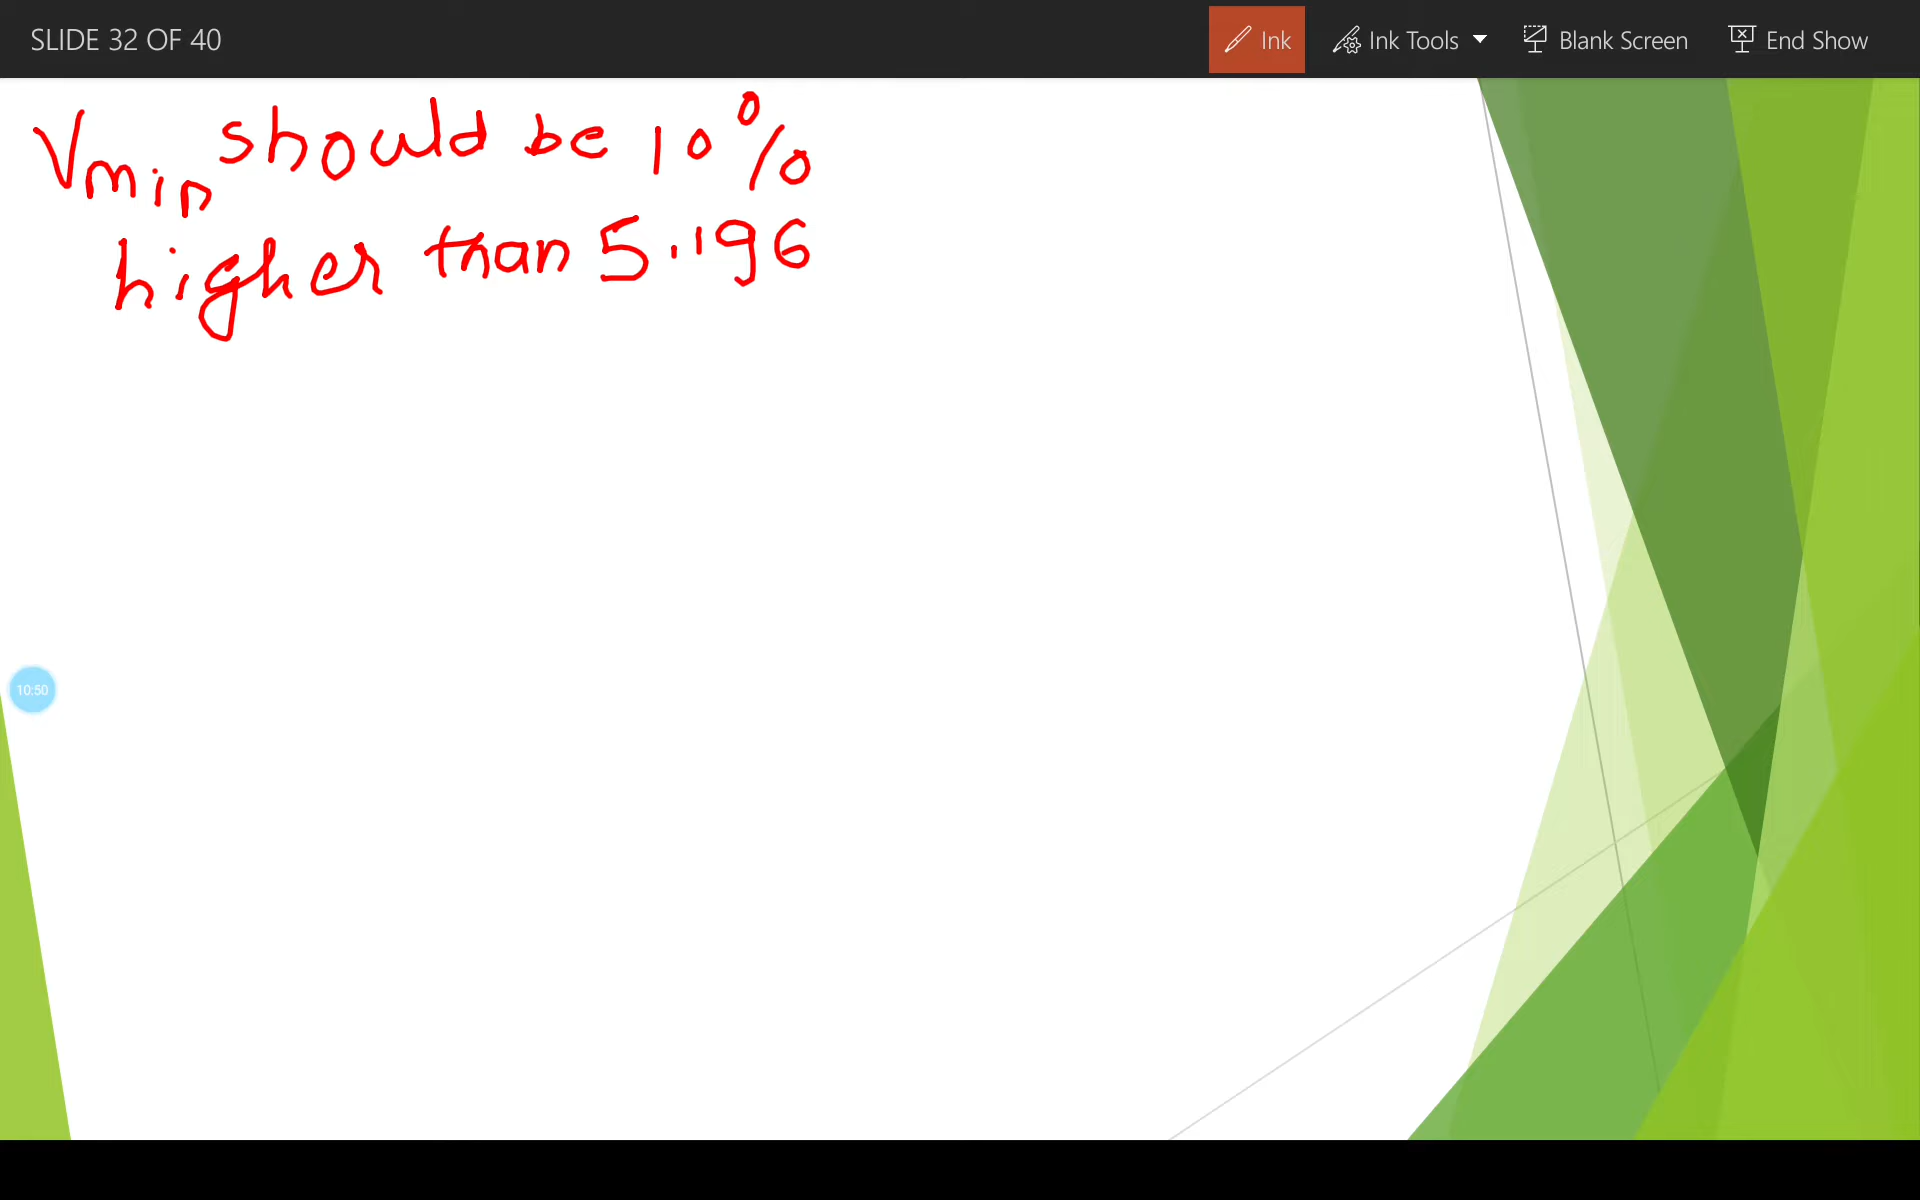 SLIDE 32 OF 40
Ink
Ink Tools
Blank Screen
End Show
Vmin should be 10%
higher than 5.196
10:50